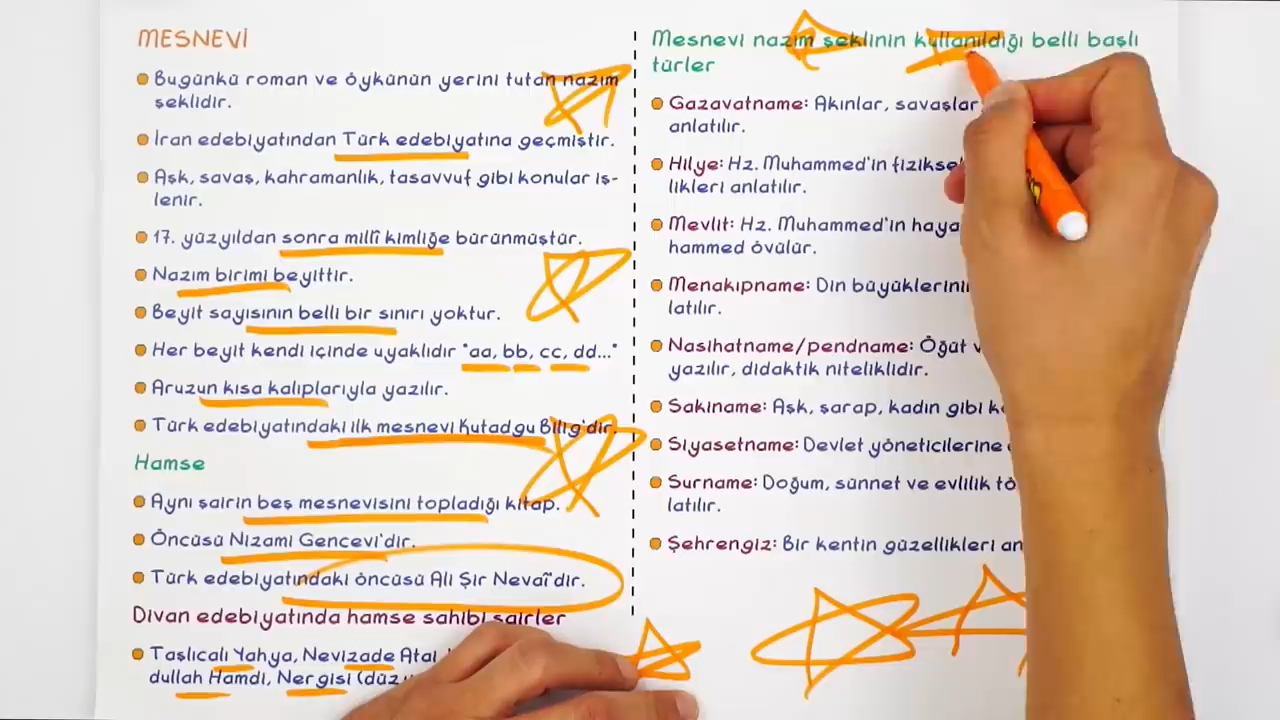 MESNEVİ
Bugünkü roman ve öykünün yerini tutan nazım
şeklidir.
İran edebiyatından Türk edebiyatına geçmiştir.
Aşk, savaş, kahramanlık, tasavvuf gibi konular iş-
lenir.
17. yüzyıldan sonra millî kimliğe bürünmüştür.
Nazım birimi beyittir.
Beyit sayısının belli bir sınırı yoktur.
Her beyit kendi içinde uyaklıdır "aa, bb, cc, dd..."
Aruzun kısa kalıplarıyla yazılır.
Türk edebiyatındaki ilk mesnevi Kutadgu Bilig'dir.
Hamse
Aynı şairin beş mesnevisini topladığı kitap.
Öncüsü Nizami Gencevi'dir.
Türk edebiyatındaki öncüsü Ali Şir Nevaî'dir.
Divan edebiyatında hamse sahibi şairler
Taşlıcalı Yahya, Nevizade Atai
dullah Hamdi, Nergisi
Mesnevi nazım şeklinin kullanıldığı belli başlı
türler
Gazavatname: Akınlar, savaşlar
anlatılır.
Hilye: Hz. Muhammed'in
likleri anlatılır.
Mevlit: Hz. Muhammed'in
hammed övülür.
Menakıpname: Din
latılır.
Nasihatname/pendname: Öğüt
yazılır, didaktik niteliklidir.
Sakiname: Aşk, şarap, kadın gibi
Siyasetname: Devlet yöneticilerine
Surname: Doğum, sünnet ve evlilik
latılır.
Şehrengiz: Bir kentin güzellikleri